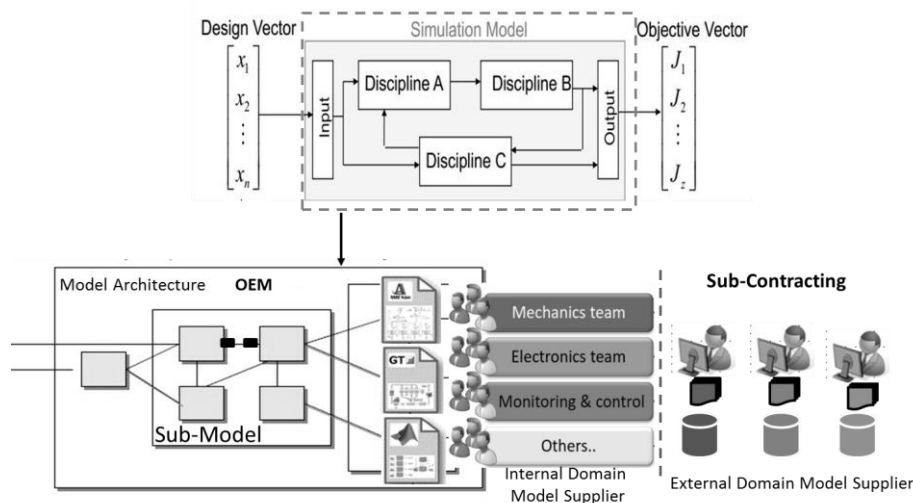 Design Vector
Simulation Model
Objective Vector
x1
x2
⋮
xn
Input
Discipline A
Discipline B
Discipline C
Output
J1
J2
⋮
Jz
Model Architecture
OEM
Sub-Model
GT
Mechanics team
Electronics team
Monitoring & control
Others..
Internal Domain
Model Supplier
Sub-Contracting
External Domain Model Supplier